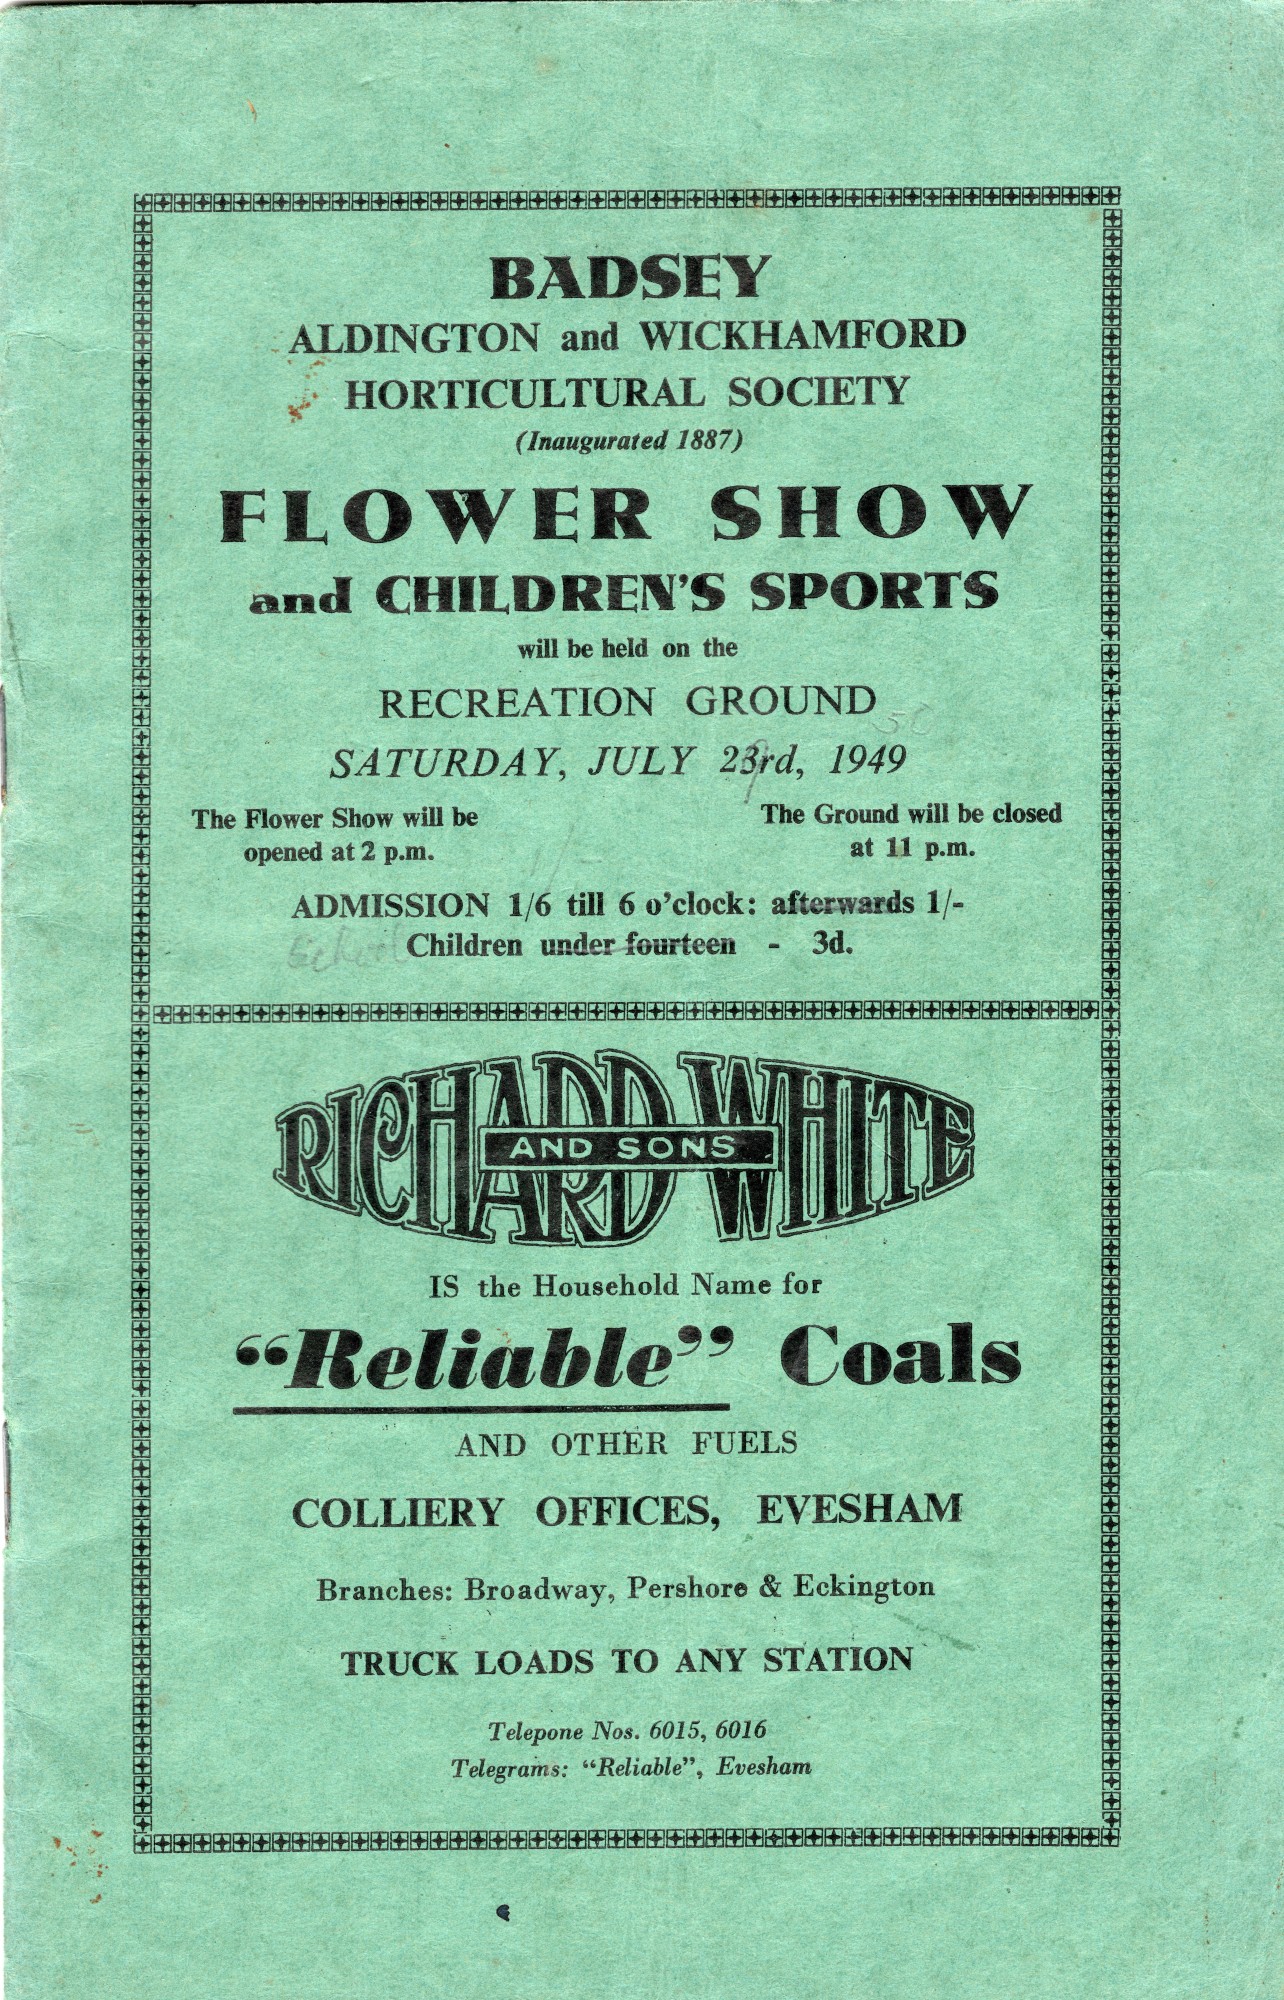 BADSEY
ALDINGTON and WICKHAMFORD
HORTICULTURAL SOCIETY
(Inaugurated 1887)
FLOWER SHOW
and CHILDREN'S SPORTS
will be held on the
RECREATION GROUND
50
SATURDAY, JULY 23rd, 1949
9
The Flower Show will be
opened at 2 p.m.
The Ground will be closed
at 11 p.m.
ADMISSION 1/6 till 6 o'clock: afterwards 1/-
School Children under fourteen - 3d.
RICHARD WHITE
AND SONS
IS the Household Name for
"Reliable" Coals
AND OTHER FUELS
COLLIERY OFFICES, EVESHAM
Branches: Broadway, Pershore & Eckington
TRUCK LOADS TO ANY STATION
Telepone Nos. 6015, 6016
Telegrams: "Reliable", Evesham